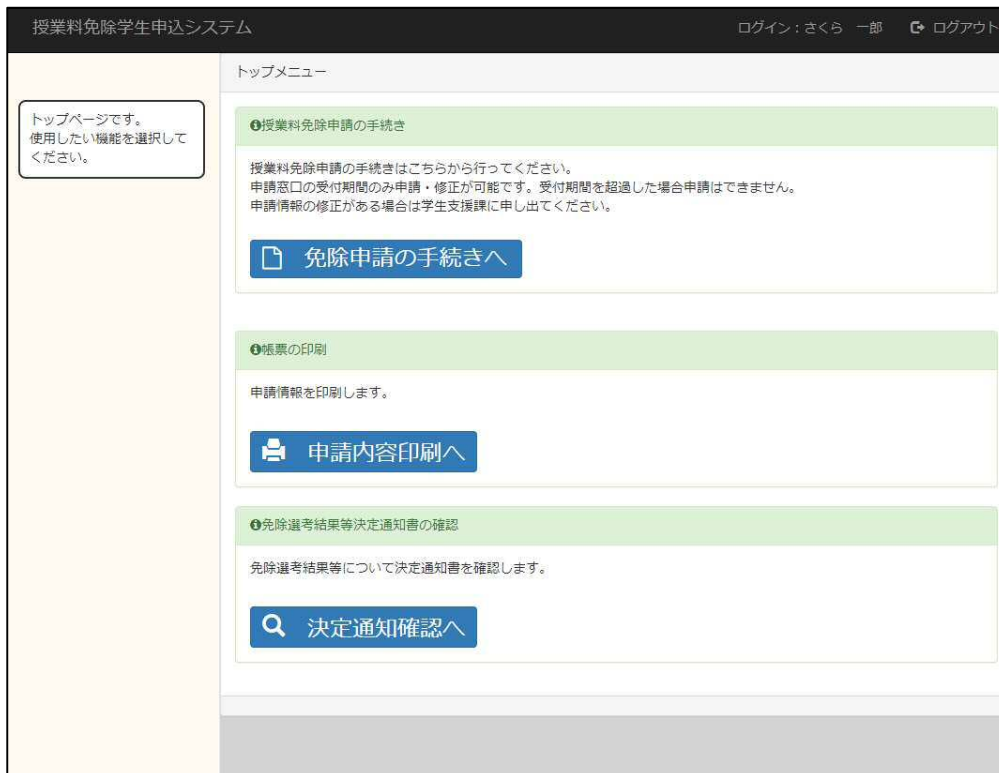 授業料免除学生申込システム
ログイン：さくら　一郎
ログアウト
トップページです。
使用したい機能を選択して
ください。
トップメニュー
授業料免除申請の手続き
授業料免除申請の手続きはこちらから行ってください。
申請窓口の受付期間のみ申請・修正が可能です。受付期間を超過した場合申請はできません。
申請情報の修正がある場合は学生支援課に申し出てください。
免除申請の手続きへ
帳票の印刷
申請情報を印刷します。
申請内容印刷へ
免除選考結果等決定通知書の確認
免除選考結果等について決定通知書を確認します。
決定通知確認へ